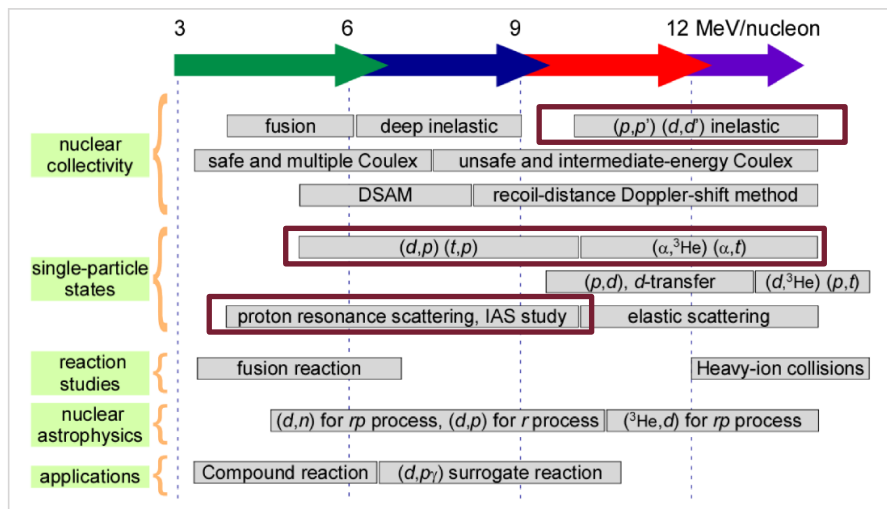 3 6 9 12 MeV/nucleon
nuclear
collectivity
fusion deep inelastic (p,p’) (d,d’) inelastic
safe and multiple Coulex unsafe and intermediate-energy Coulex
DSAM recoil-distance Doppler-shift method
single-particle
states
(d,p) (t,p) (α,³He) (α,t)
(p,d), d-transfer (d,³He) (p,t)
proton resonance scattering, IAS study elastic scattering
reaction
studies
fusion reaction Heavy-ion collisions
nuclear
astrophysics
(d,n) for rp process, (d,p) for r process (³He,d) for rp process
applications
Compound reaction (d,pγ) surrogate reaction